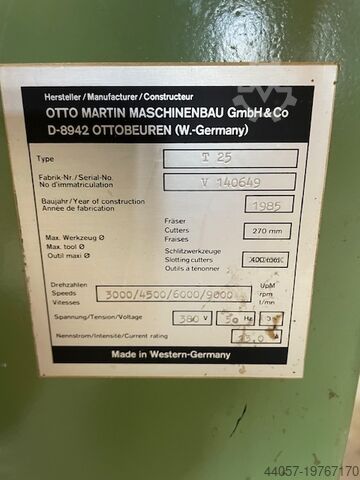 Hersteller/Manufacturer/Constructeur
OTTO MARTIN MASCHINENBAU GmbH & Co
D-8942 OTTOBEUREN (W.-Germany)
Type T 25
Fabrik-Nr./Serial-No. V 140649
No d'immatriculation
Baujahr/Year of construction 1985
Année de fabrication
Max. Werkzeug Ø
Max. tool Ø
Outil maxi Ø
Fräser
Cutters 270 mm
Fraises
Schlitzwerkzeuge
Slotting cutters
Outils a tenonner
Drehzahlen UpM
Speeds 3000/4500/6000/9000 rpm
Vitesses t/mn
Spannung/Tension/Voltage 380 V 50 Hz
Nennstrom/Intensité/Current rating A
Made in Western-Germany
44057-19767170